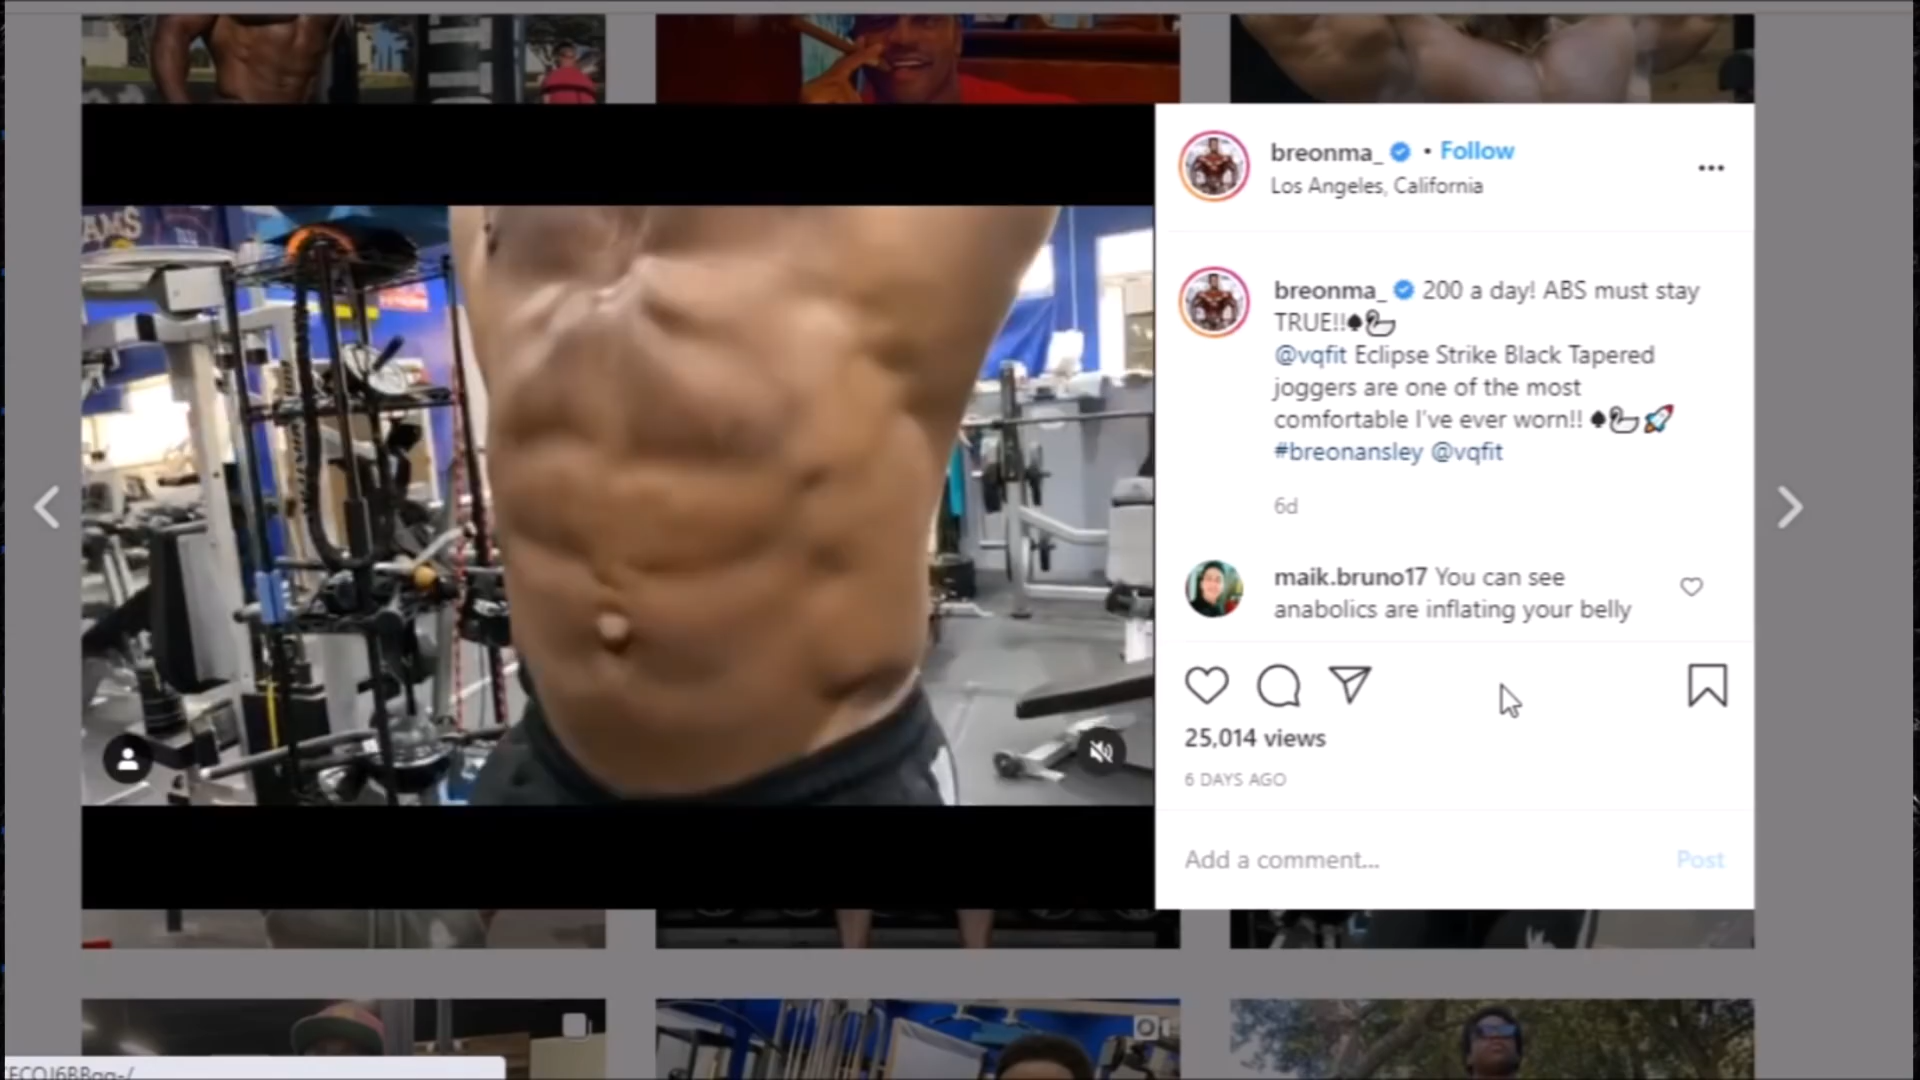 AMS
breonma_ • Follow
Los Angeles, California
breonma_ 200 a day! ABS must stay
TRUE!!♠🦢
@vqfit Eclipse Strike Black Tapered
joggers are one of the most
comfortable I've ever worn!! ♠🦢🚀
#breonansley @vqfit
6d
maik.bruno17 You can see
anabolics are inflating your belly
25,014 views
6 DAYS AGO
Add a comment... Post